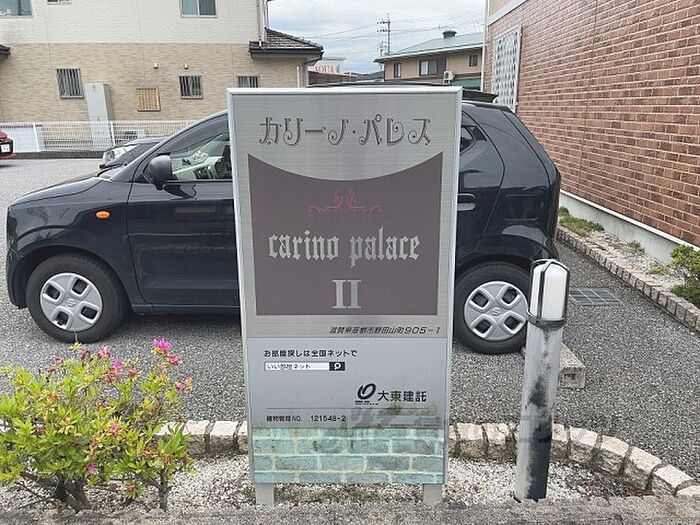 カリーノ・パレス
carino palace
II
滋賀県彦根市野田山町905-1
お部屋探しは全国ネットで
いい部屋ネット
大東建託
建物管理NO. 121548-2
AQUA